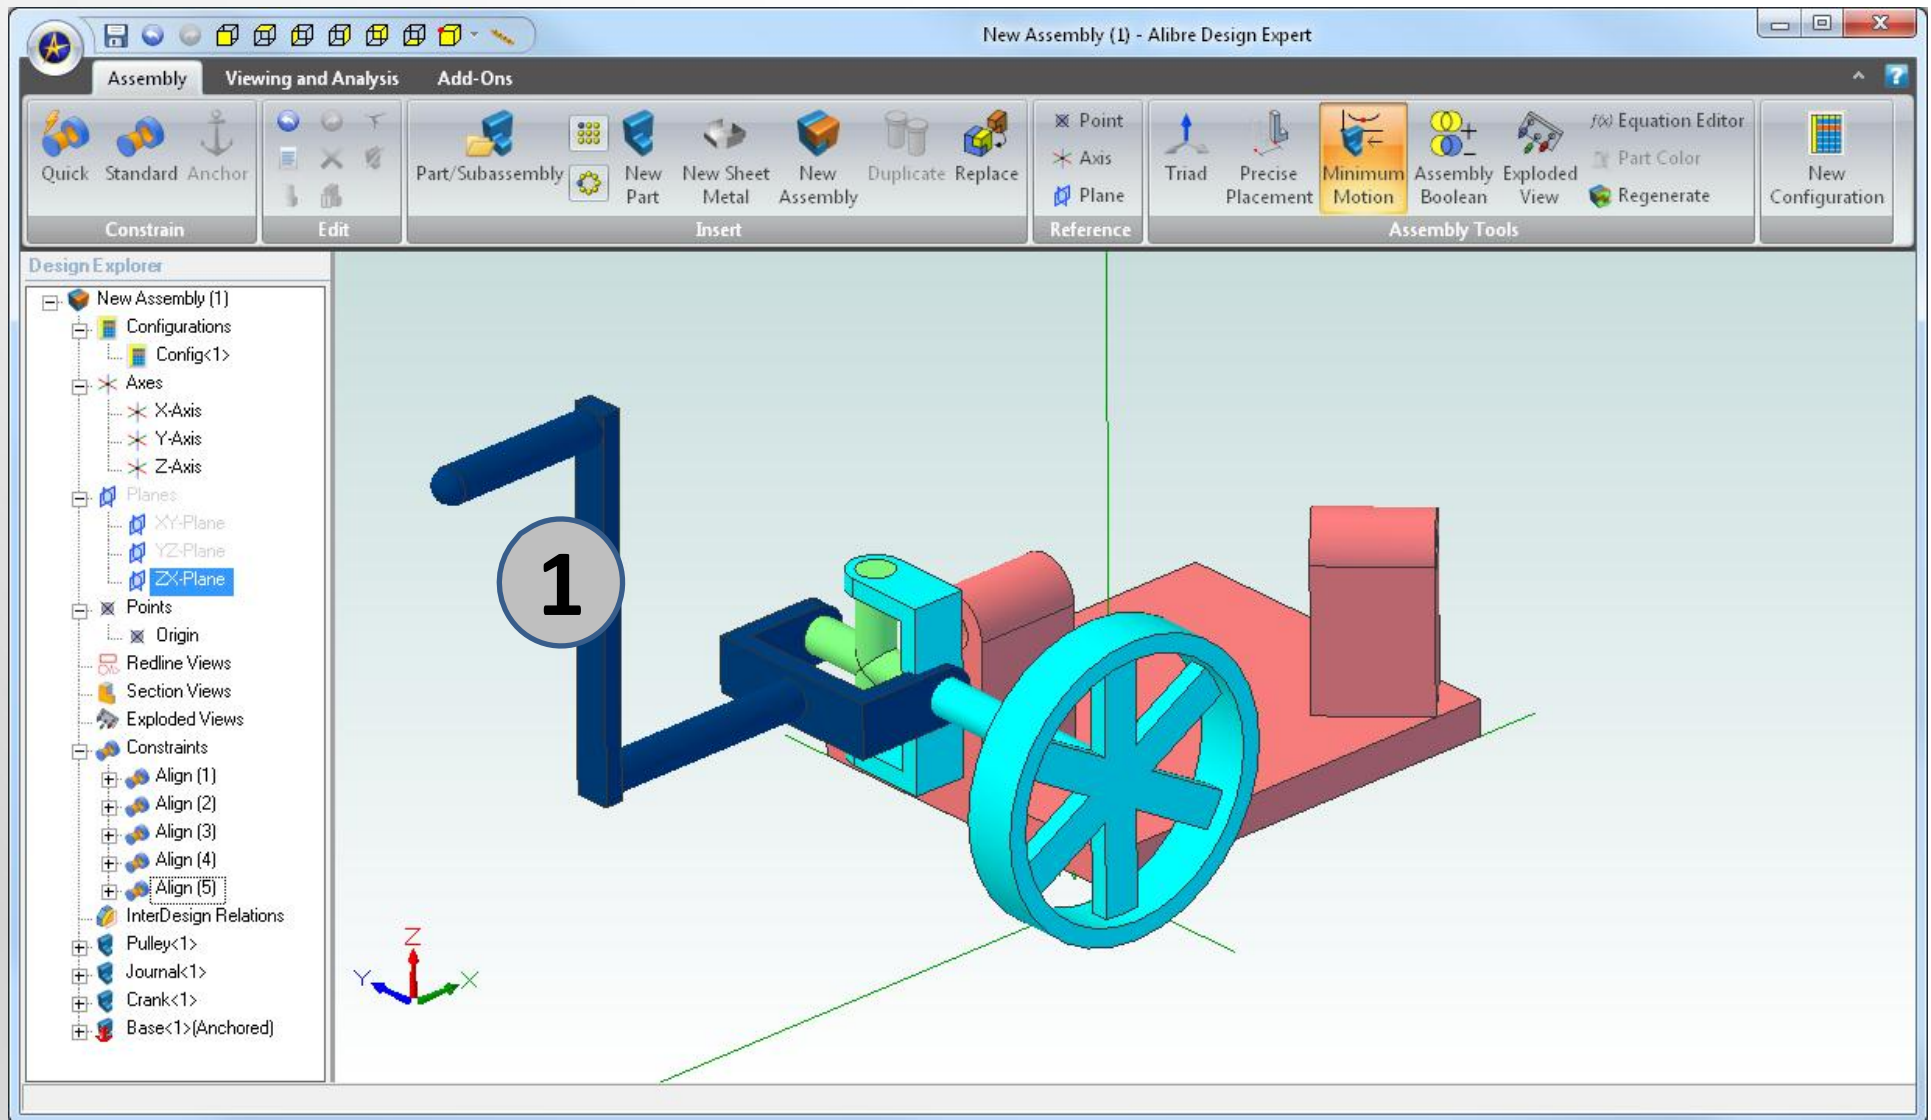 New Assembly (1) - Alibre Design Expert
Assembly Viewing and Analysis Add-Ons
Quick Standard Anchor
Constrain
Edit
Part/Subassembly New Part New Sheet Metal New Assembly Duplicate Replace
Insert
Point
Axis
Plane
Reference
Triad Precise Placement Minimum Motion Assembly Boolean Exploded View
f(x) Equation Editor
Part Color
Regenerate
Assembly Tools
New Configuration
Design Explorer
New Assembly (1)
Configurations
Config<1>
Axes
X-Axis
Y-Axis
Z-Axis
Planes
XY-Plane
YZ-Plane
ZX-Plane
Points
Origin
Redline Views
Section Views
Exploded Views
Constraints
Align (1)
Align (2)
Align (3)
Align (4)
Align (5)
InterDesign Relations
Pulley<1>
Journal<1>
Crank<1>
Base<1>(Anchored)
1
Z
Y
X